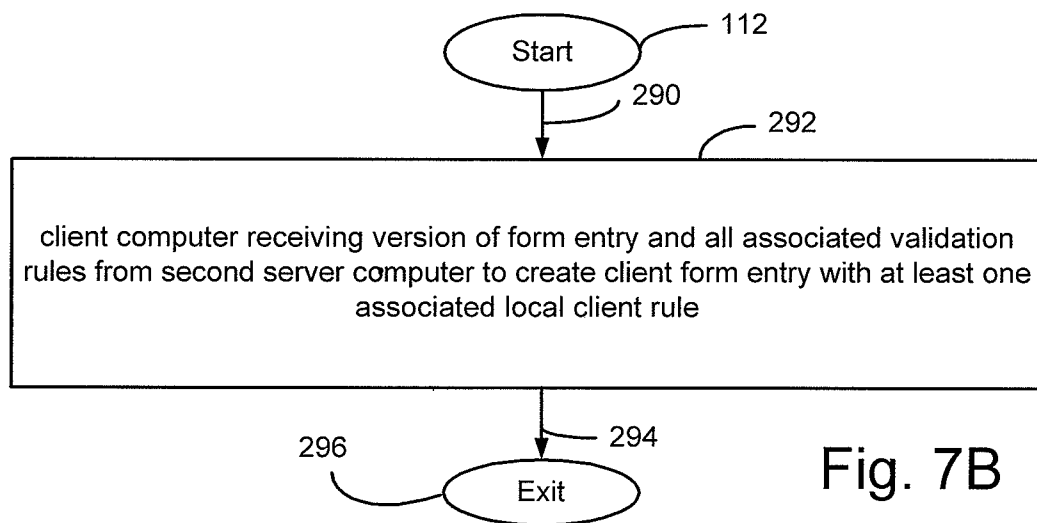 Start
112
290
292
client computer receiving version of form entry and all associated validation
rules from second server computer to create client form entry with at least one
associated local client rule
294
296
Exit
Fig. 7B